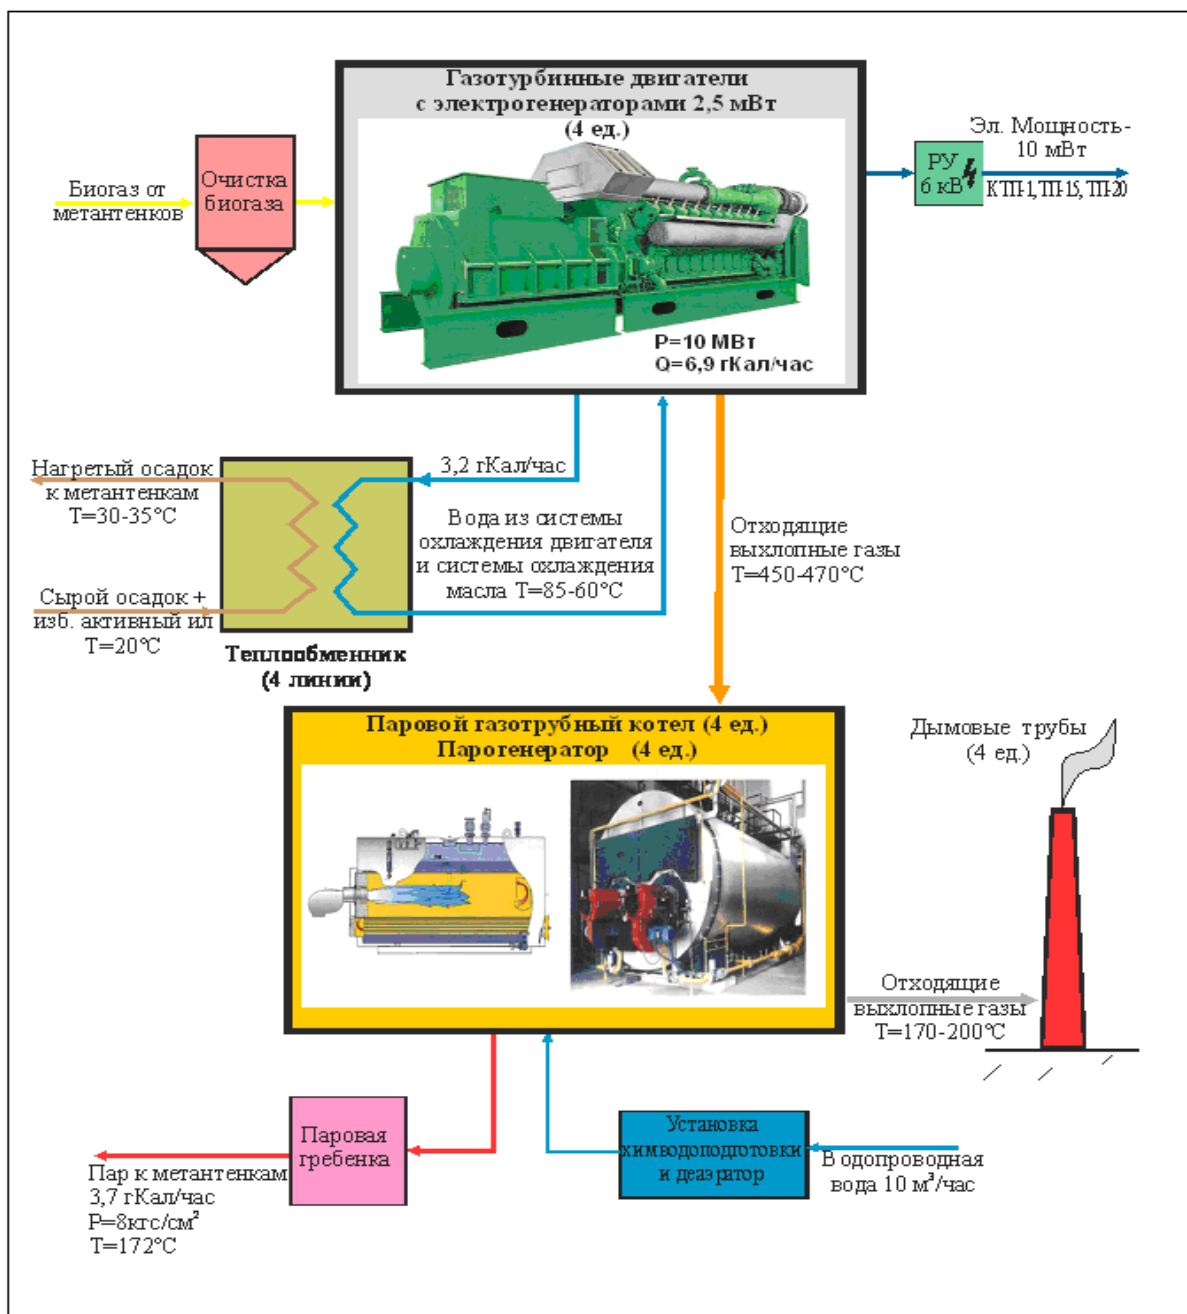 Газотурбинные двигатели
с электрогенераторами 2,5 мВт
(4 ед.)
Эл. Мощность-
10 мВт
РУ
6 кВ
КТП-1, ТП-15, ТП-20
Очистка
биогаза
Биогаз от
метантенков
P=10 МВт
Q=6,9 гКал/час
Нагретый осадок
к метантенкам
T=30-35°C
3,2 гКал/час
Вода из системы
охлаждения двигателя
и системы охлаждения
масла T=85-60°C
Отходящие
выхлопные газы
T=450-470°C
Сырой осадок +
изб. активный ил
T=20°C
Теплообменник
(4 линии)
Паровой газотрубный котел (4 ед.)
Парогенератор (4 ед.)
Дымовые трубы
(4 ед.)
Отходящие
выхлопные газы
T=170-200°C
Паровая
гребенка
Установка
химводоподготовки
и деаэратор
Водопроводная
вода 10 м³/час
Пар к метантенкам
3,7 гКал/час
P=8кгс/см²
T=172°C